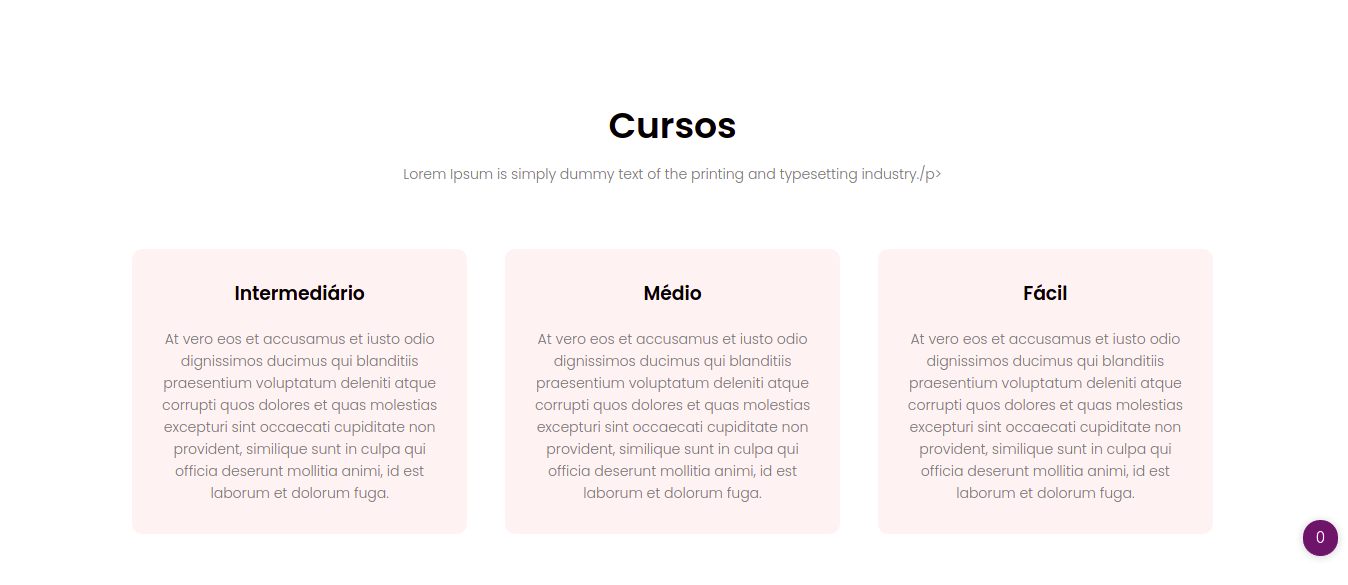 Cursos
Lorem Ipsum is simply dummy text of the printing and typesetting industry./p>
Intermediário
At vero eos et accusamus et iusto odio
dignissimos ducimus qui blanditiis
praesentium voluptatum deleniti atque
corrupti quos dolores et quas molestias
excepturi sint occaecati cupiditate non
provident, similique sunt in culpa qui
officia deserunt mollitia animi, id est
laborum et dolorum fuga.
Médio
At vero eos et accusamus et iusto odio
dignissimos ducimus qui blanditiis
praesentium voluptatum deleniti atque
corrupti quos dolores et quas molestias
excepturi sint occaecati cupiditate non
provident, similique sunt in culpa qui
officia deserunt mollitia animi, id est
laborum et dolorum fuga.
Fácil
At vero eos et accusamus et iusto odio
dignissimos ducimus qui blanditiis
praesentium voluptatum deleniti atque
corrupti quos dolores et quas molestias
excepturi sint occaecati cupiditate non
provident, similique sunt in culpa qui
officia deserunt mollitia animi, id est
laborum et dolorum fuga.
0